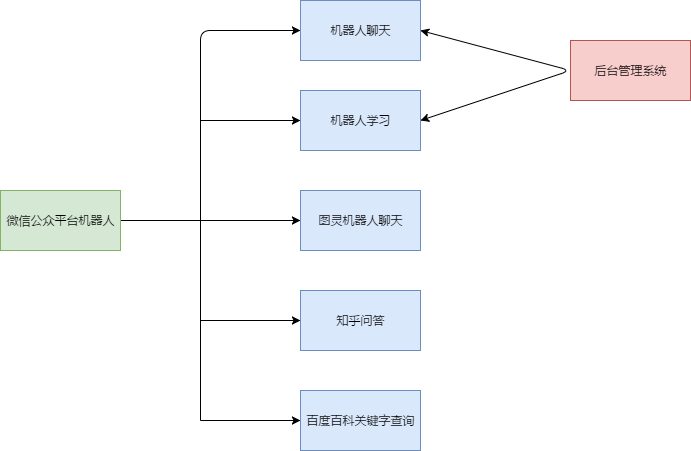 机器人聊天
后台管理系统
机器人学习
微信公众平台机器人
图灵机器人聊天
知乎问答
百度百科关键字查询